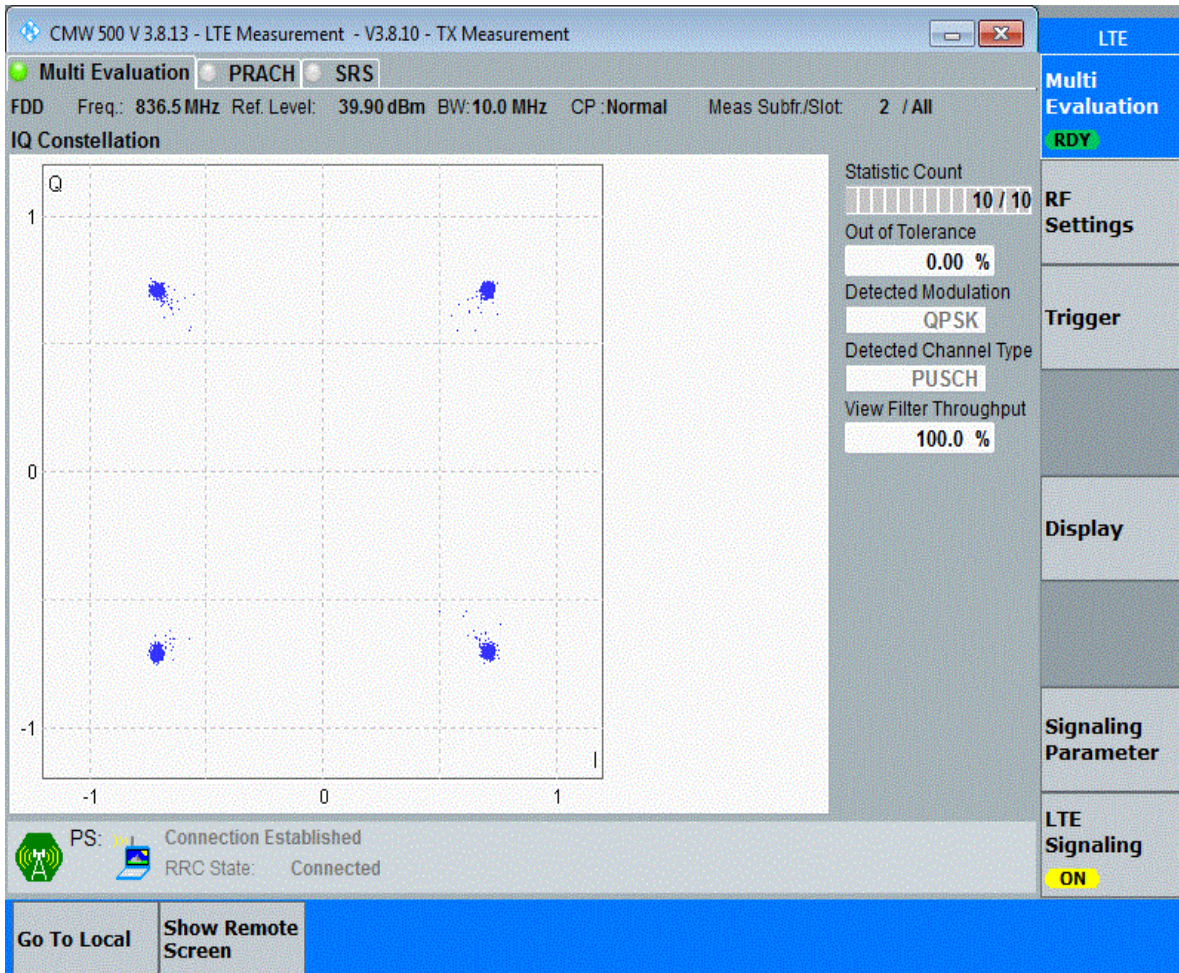 CMW 500 V 3.8.13 - LTE Measurement - V3.8.10 - TX Measurement
LTE
Multi Evaluation PRACH SRS
FDD Freq.: 836.5 MHz Ref. Level: 39.90 dBm BW: 10.0 MHz CP : Normal Meas Subfr./Slot: 2 / All
IQ Constellation
Q
1
0
-1
I
-1 0 1
Statistic Count
10 / 10
Out of Tolerance
0.00 %
Detected Modulation
QPSK
Detected Channel Type
PUSCH
View Filter Throughput
100.0 %
Multi
Evaluation
RDY
RF
Settings
Trigger
Display
Signaling
Parameter
LTE
Signaling
ON
PS: Connection Established
RRC State: Connected
Go To Local
Show Remote
Screen